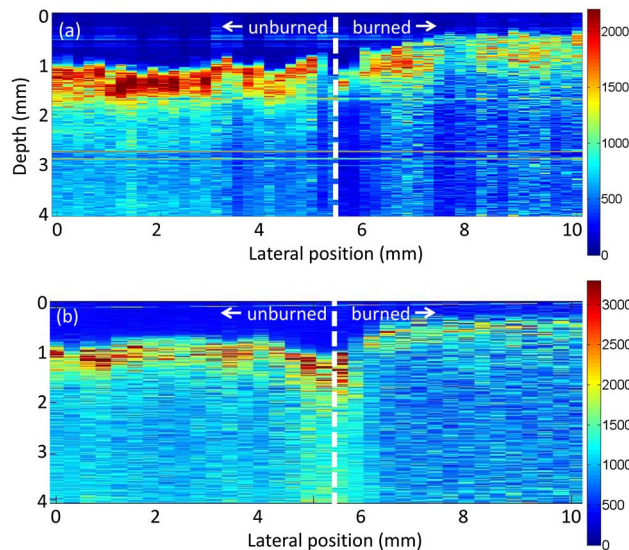 (a)
← unburned
burned →
Depth (mm)
0
1
2
3
4
0 2 4 6 8 10
Lateral position (mm)
2000
1500
1000
500
0
(b)
← unburned
burned →
0
1
2
3
4
0 2 4 6 8 10
Lateral position (mm)
3000
2500
2000
1500
1000
500
0